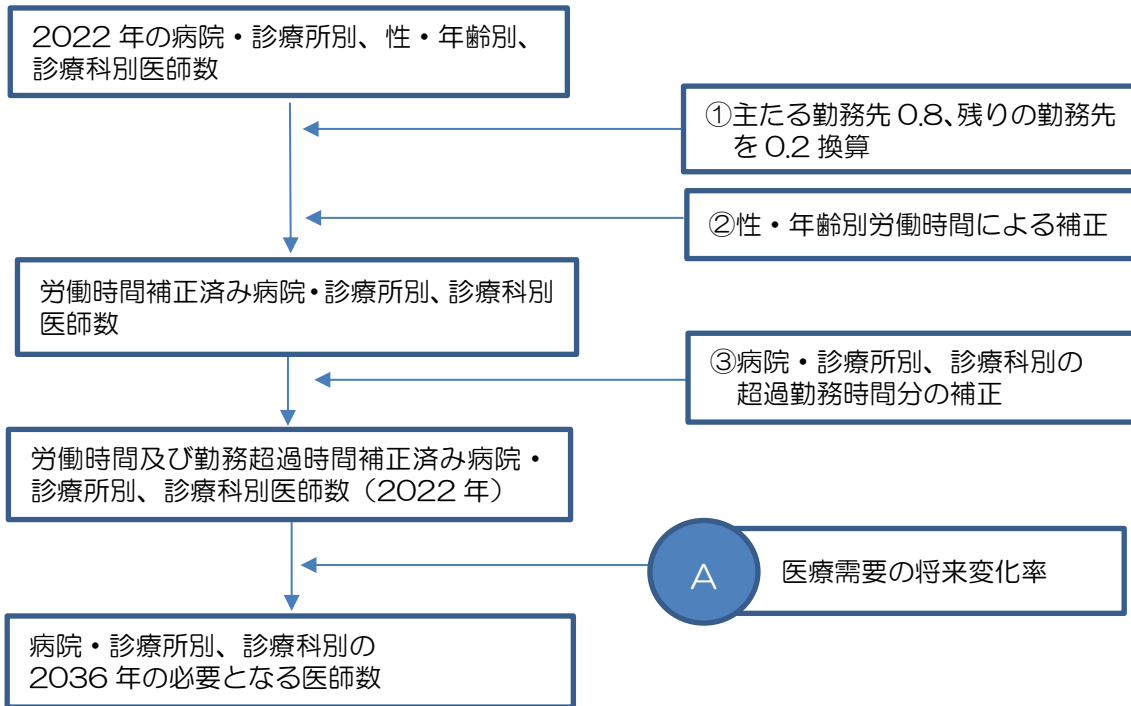 2022 年の病院・診療所別、性・年齢別、
診療科別医師数
①主たる勤務先 0.8、残りの勤務先
を 0.2 換算
②性・年齢別労働時間による補正
労働時間補正済み病院・診療所別、診療科別
医師数
③病院・診療所別、診療科別の
超過勤務時間分の補正
労働時間及び勤務超過時間補正済み病院・
診療所別、診療科別医師数（2022 年）
A
医療需要の将来変化率
病院・診療所別、診療科別の
2036 年の必要となる医師数